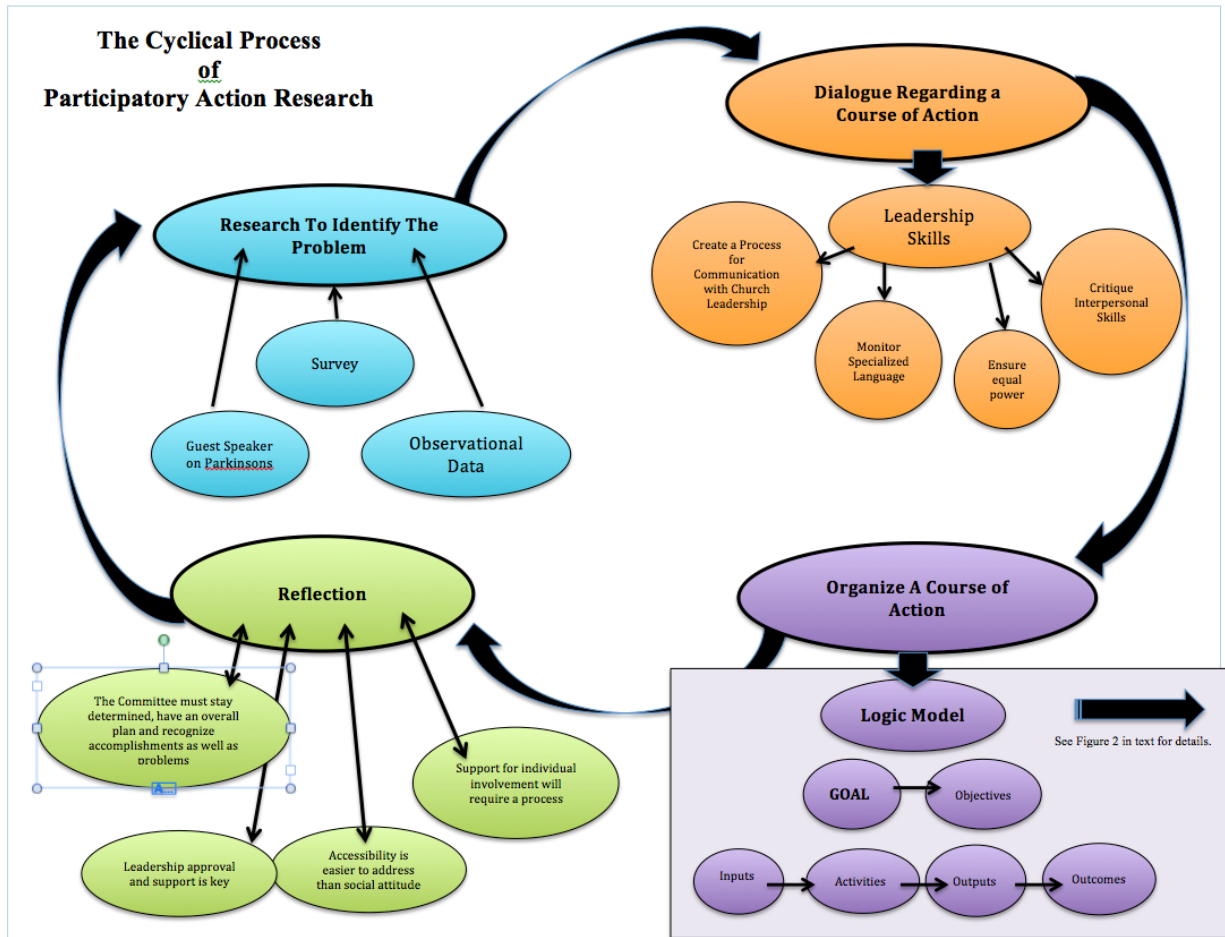 The Cyclical Process
of
Participatory Action Research
Dialogue Regarding a
Course of Action
Leadership
Skills
Create a Process
for
Communication
with Church
Leadership
Monitor
Specialized
Language
Ensure
equal
power
Critique
Interpersonal
Skills
Research To Identify The
Problem
Survey
Guest Speaker
on Parkinsons
Observational
Data
Reflection
The Committee must stay
determined, have an overall
plan and recognize
accomplishments as well as
problems
A...
Leadership approval
and support is key
Accessibility is
easier to address
than social attitude
Support for individual
involvement will
require a process
Organize A Course of
Action
Logic Model
See Figure 2 in text for details.
GOAL
Objectives
Inputs
Activities
Outputs
Outcomes